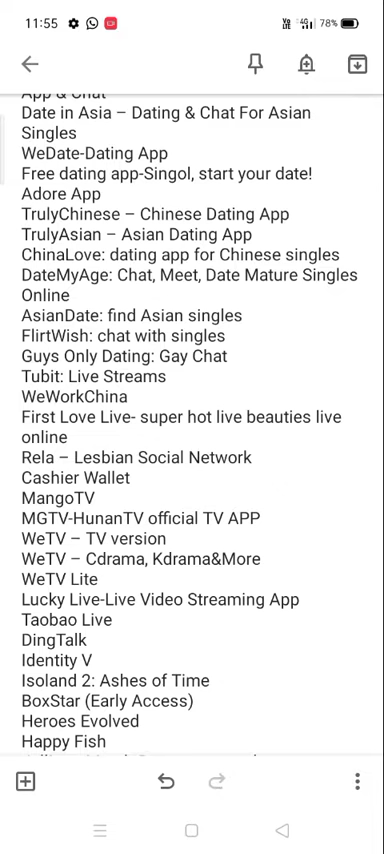 11:55
Vo LTE 4G 78%
App & Chat
Date in Asia – Dating & Chat For Asian
Singles
WeDate-Dating App
Free dating app-Singol, start your date!
Adore App
TrulyChinese – Chinese Dating App
TrulyAsian – Asian Dating App
ChinaLove: dating app for Chinese singles
DateMyAge: Chat, Meet, Date Mature Singles
Online
AsianDate: find Asian singles
FlirtWish: chat with singles
Guys Only Dating: Gay Chat
Tubit: Live Streams
WeWorkChina
First Love Live- super hot live beauties live
online
Rela – Lesbian Social Network
Cashier Wallet
MangoTV
MGTV-HunanTV official TV APP
WeTV – TV version
WeTV – Cdrama, Kdrama&More
WeTV Lite
Lucky Live-Live Video Streaming App
Taobao Live
DingTalk
Identity V
Isoland 2: Ashes of Time
BoxStar (Early Access)
Heroes Evolved
Happy Fish